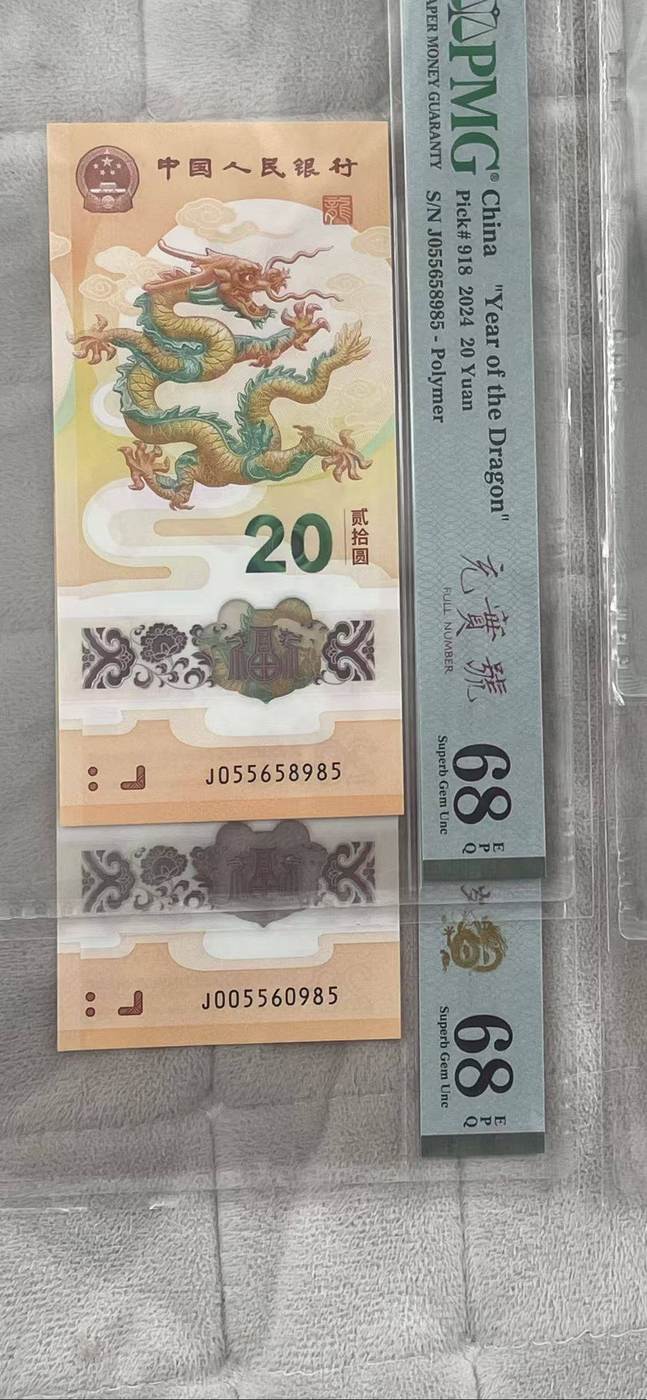 中国人民银行
龍
20
贰拾圆
J055658985
J005560985
PMG®
PAPER MONEY GUARANTY
China "Year of the Dragon"
Pick# 918 2024 20 Yuan
S/N J055658985 - Polymer
FULL NUMBER
68 EPQ
Superb Gem Unc
68 EPQ
Superb Gem Unc